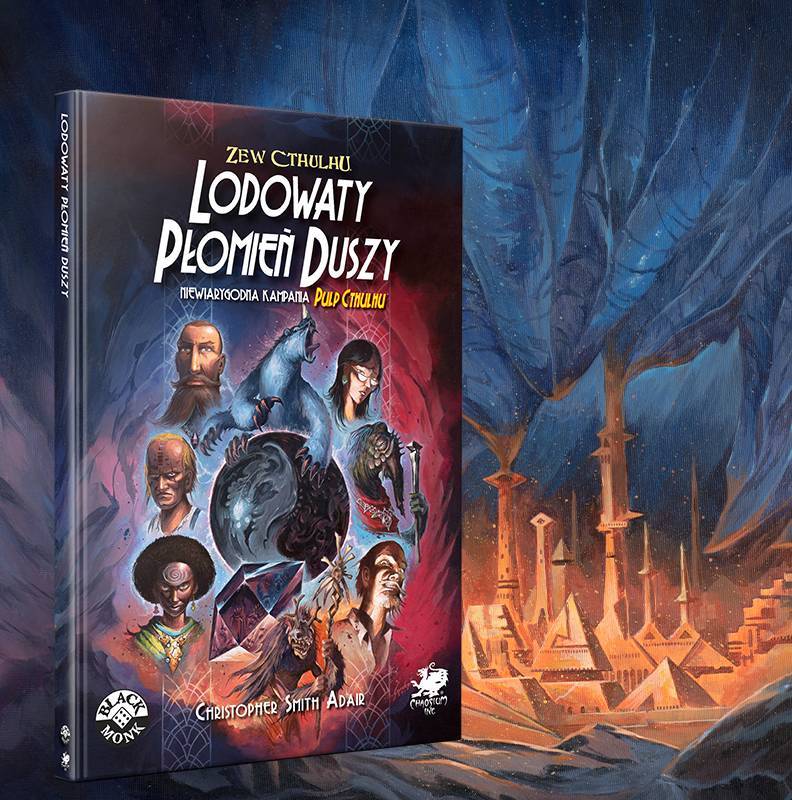 LODOWATY PŁOMIEŃ DUSZY
ZEW CTHULHU
LODOWATY
PŁOMIEŃ DUSZY
NIEWIARYGODNA KAMPANIA PULP CTHULHU
CHRISTOPHER SMITH ADAIR
BLACK
MONK
CHAOSIUM
INC.